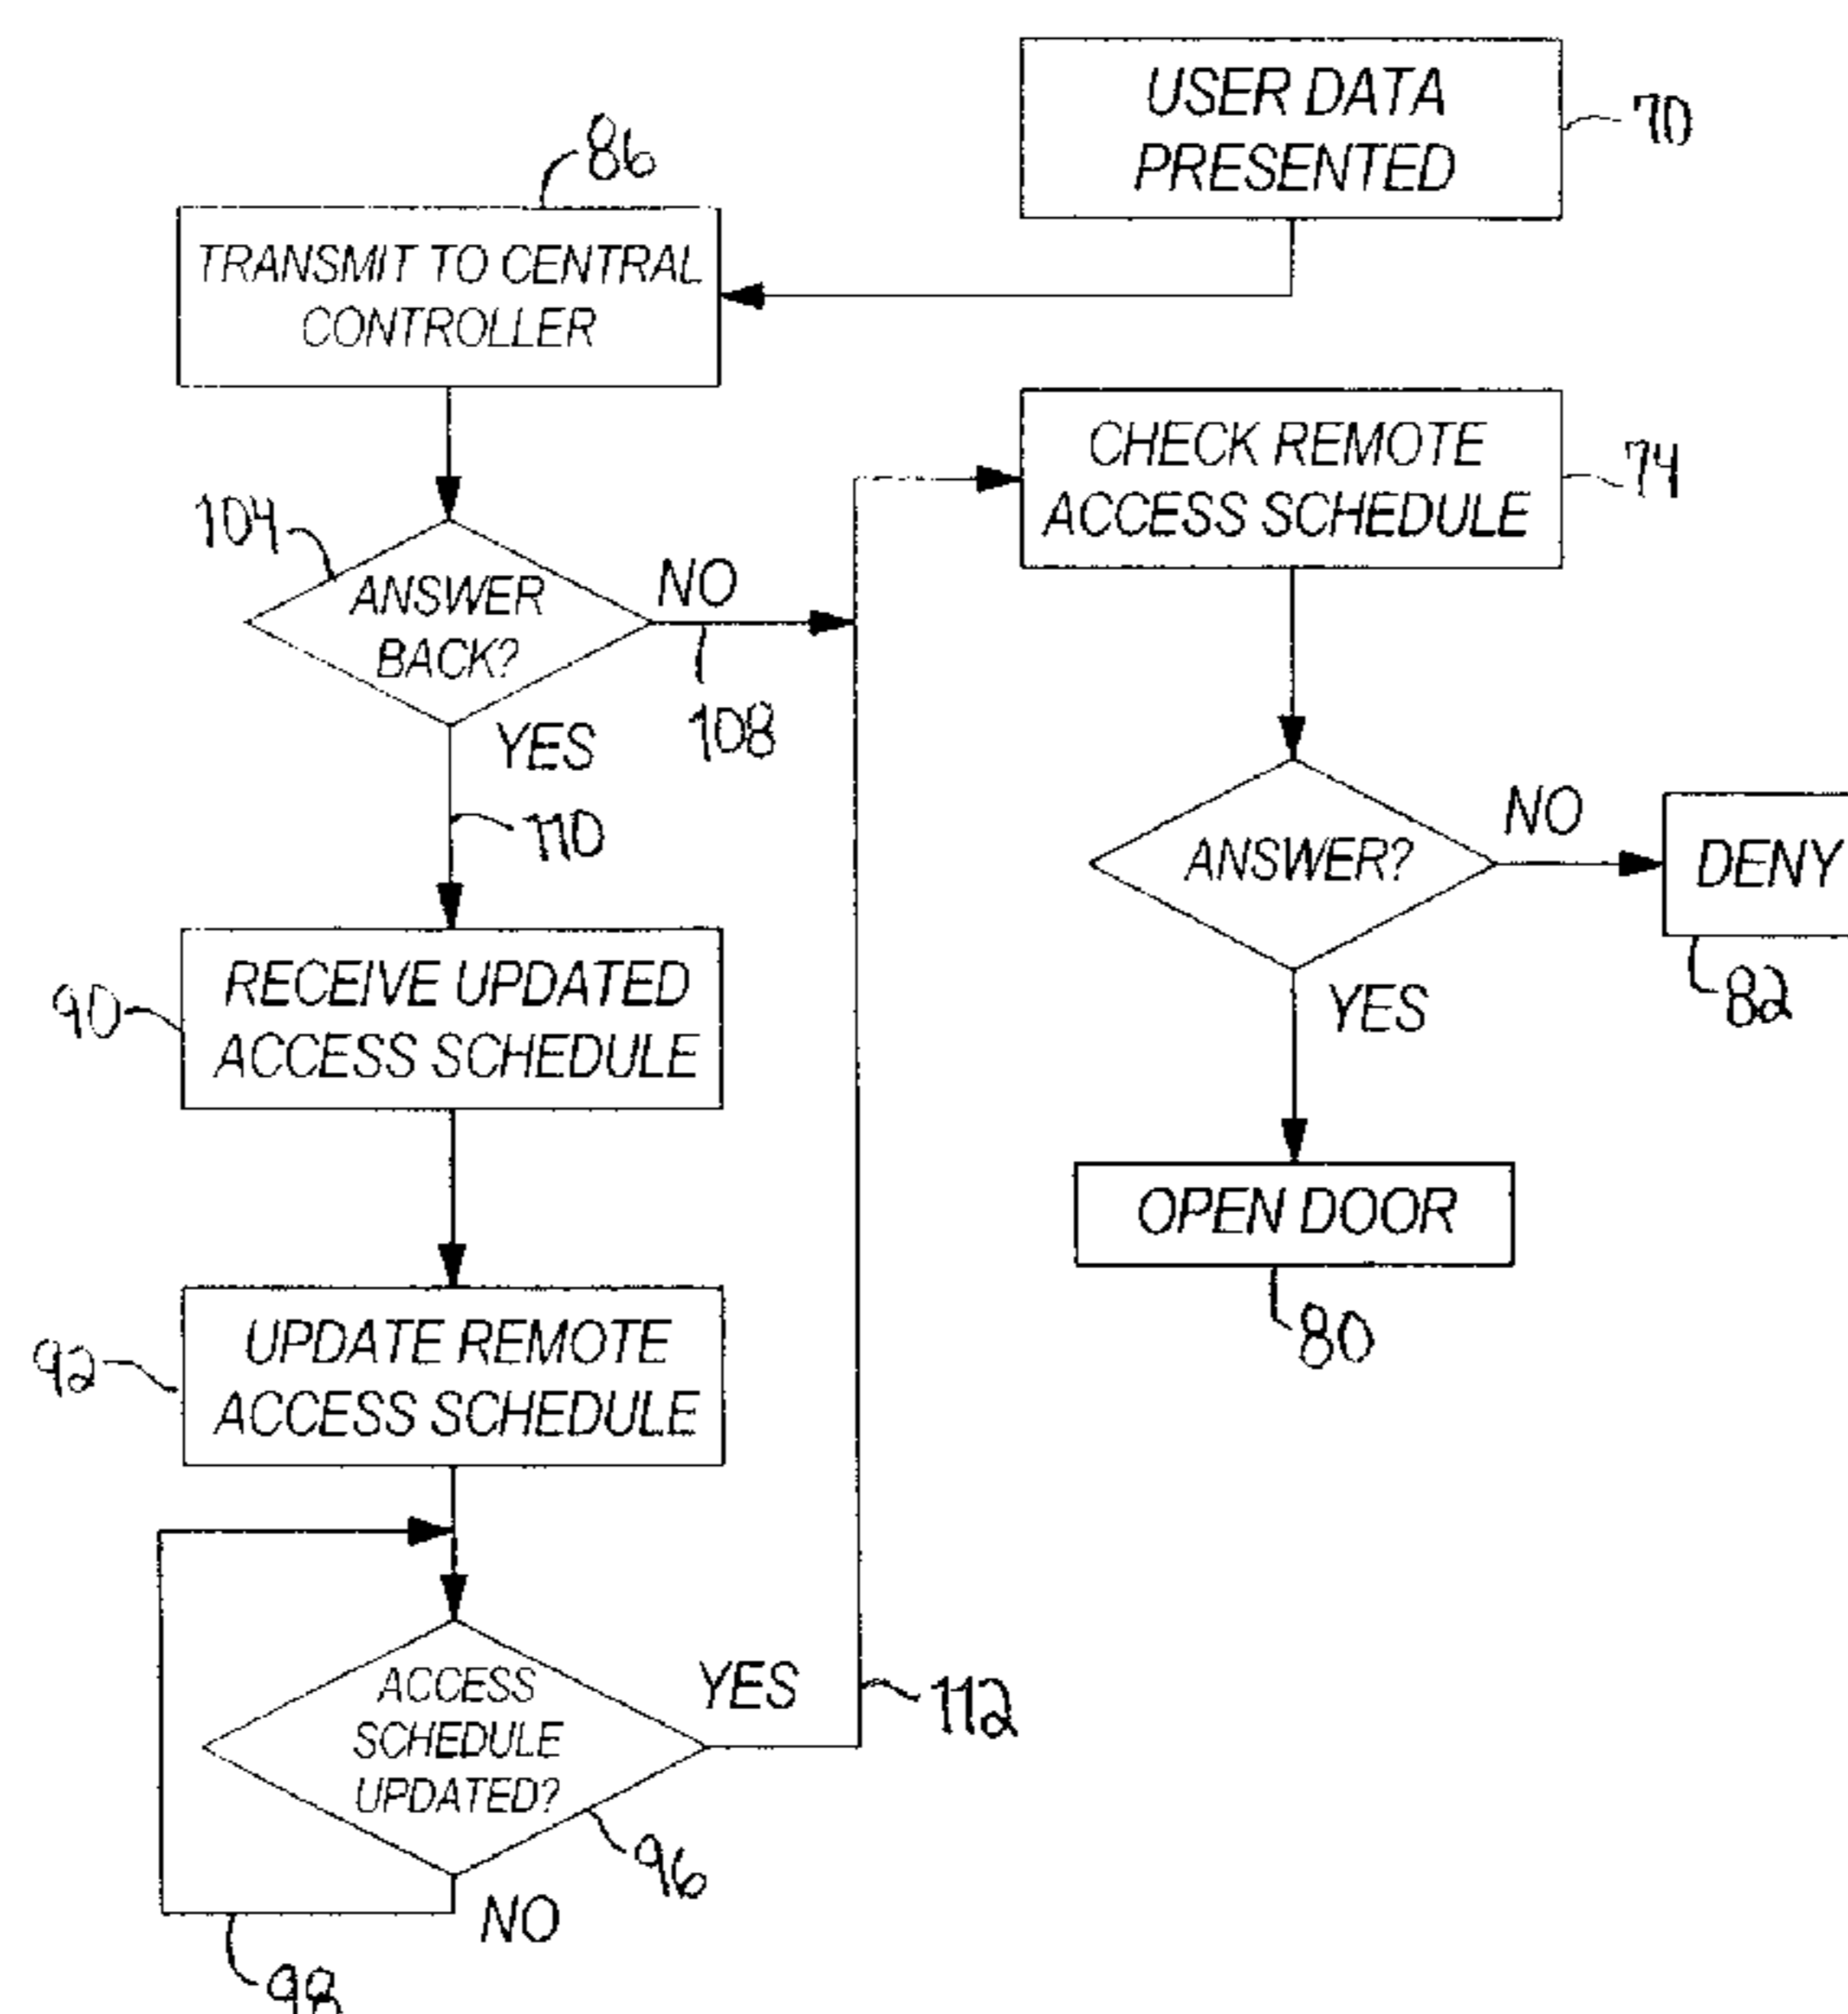 USER DATA
PRESENTED
70
86
TRANSMIT TO CENTRAL
CONTROLLER
CHECK REMOTE
ACCESS SCHEDULE
74
104
ANSWER
BACK?
NO
108
YES
110
ANSWER?
NO
DENY
82
YES
RECEIVE UPDATED
ACCESS SCHEDULE
90
OPEN DOOR
80
UPDATE REMOTE
ACCESS SCHEDULE
92
ACCESS
SCHEDULE
UPDATED?
YES
112
96
NO
98